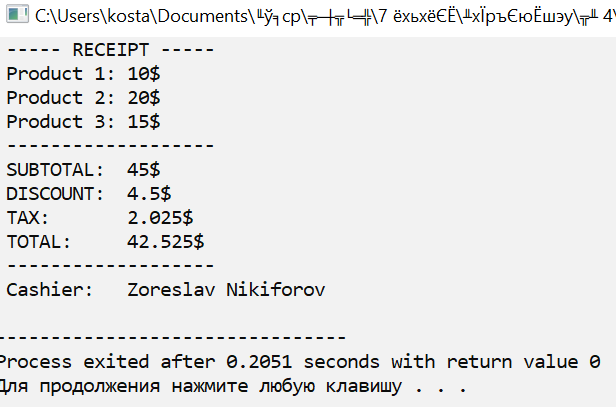 C:\Users\kosta\Documents\╙ў╕ср\╤┼╫╚└╦╬\7 ёхьхёЄЁ\╨хЇръЄюЁшэу\╤╨ 4\
----- RECEIPT -----
Product 1: 10$
Product 2: 20$
Product 3: 15$
-------------------
SUBTOTAL:  45$
DISCOUNT:  4.5$
TAX:       2.025$
TOTAL:     42.525$
-------------------
Cashier:   Zoreslav Nikiforov
--------------------------------
Process exited after 0.2051 seconds with return value 0
Для продолжения нажмите любую клавишу . . .